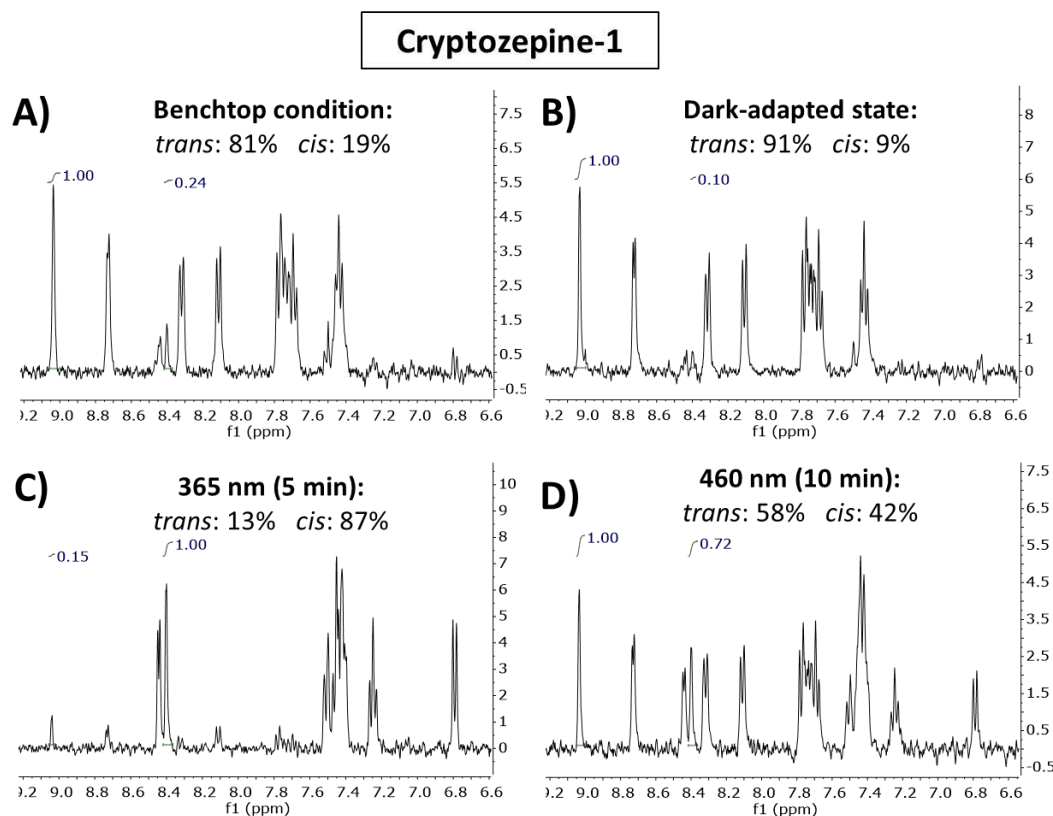 Cryptozepine-1
A)
Benchtop condition:
trans: 81% cis: 19%
1.00
0.24
7.5
6.5
5.5
4.5
3.5
2.5
1.5
0.5
-0.5
9.2 9.0 8.8 8.6 8.4 8.2 8.0 7.8 7.6 7.4 7.2 7.0 6.8 6.6
f1 (ppm)
B)
Dark-adapted state:
trans: 91% cis: 9%
1.00
0.10
8
7
6
5
4
3
2
1
0
9.2 9.0 8.8 8.6 8.4 8.2 8.0 7.8 7.6 7.4 7.2 7.0 6.8 6.6
f1 (ppm)
C)
365 nm (5 min):
trans: 13% cis: 87%
0.15
1.00
10
9
8
7
6
5
4
3
2
1
0
9.2 9.0 8.8 8.6 8.4 8.2 8.0 7.8 7.6 7.4 7.2 7.0 6.8 6.6
f1 (ppm)
D)
460 nm (10 min):
trans: 58% cis: 42%
1.00
0.72
7.5
6.5
5.5
4.5
3.5
2.5
1.5
0.5
-0.5
9.2 9.0 8.8 8.6 8.4 8.2 8.0 7.8 7.6 7.4 7.2 7.0 6.8 6.6
f1 (ppm)